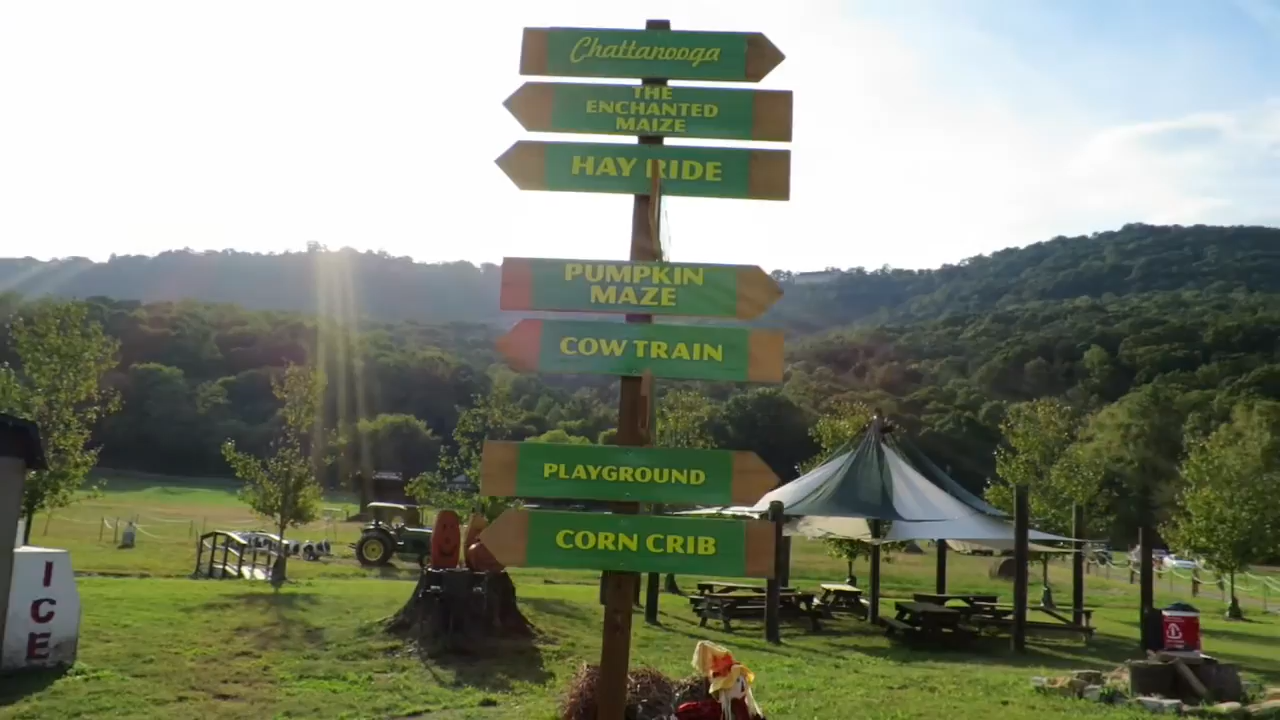 Chattanooga
THE
ENCHANTED
MAIZE
HAY RIDE
PUMPKIN
MAZE
COW TRAIN
PLAYGROUND
CORN CRIB
ICE